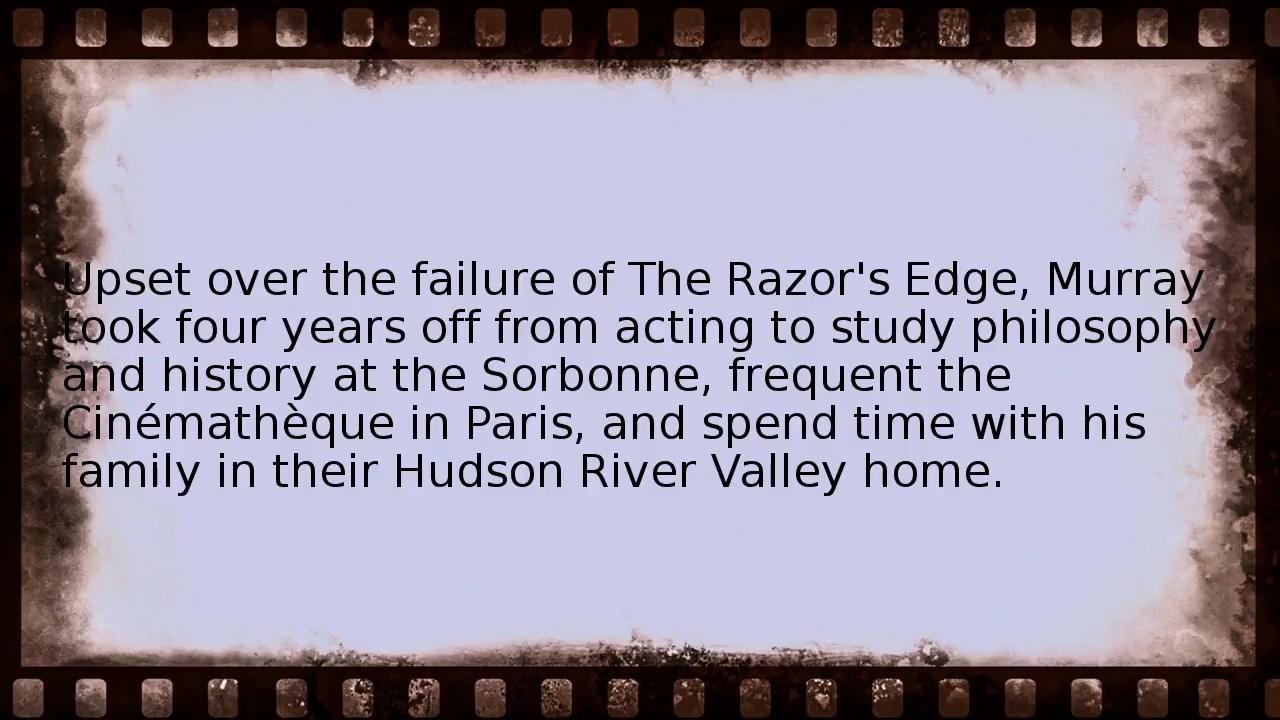 Upset over the failure of The Razor's Edge, Murray
took four years off from acting to study philosophy
and history at the Sorbonne, frequent the
Cinémathèque in Paris, and spend time with his
family in their Hudson River Valley home.